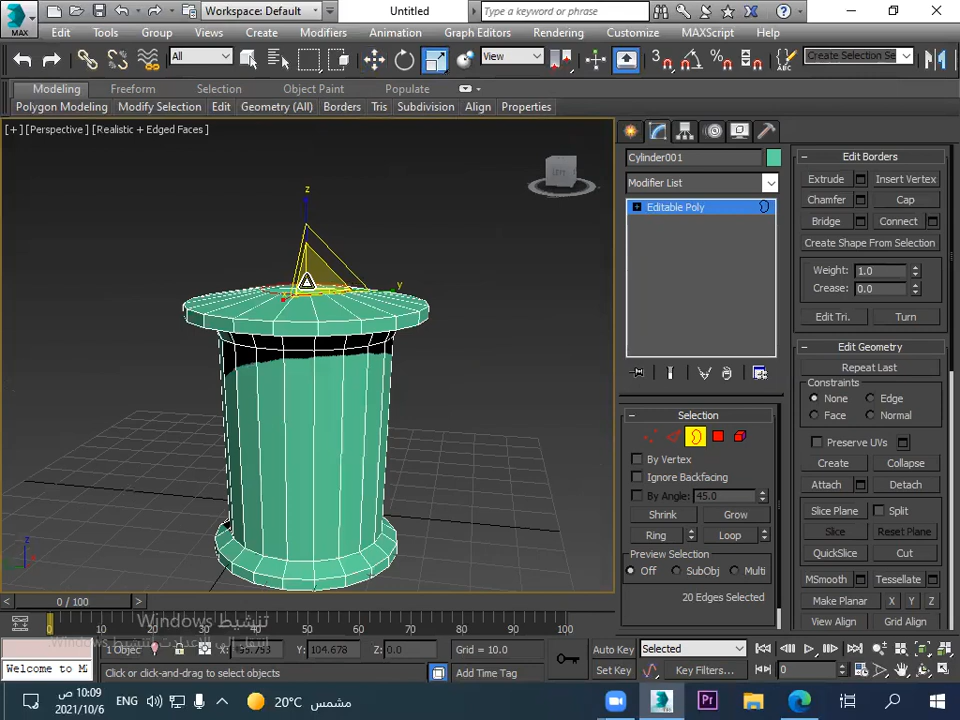 MAX
Workspace: Default
Untitled
Type a keyword or phrase
Edit Tools Group Views Create Modifiers Animation Graph Editors Rendering Customize MAXScript Help
All View Create Selection Se
Modeling Freeform Selection Object Paint Populate
Polygon Modeling Modify Selection Edit Geometry (All) Borders Tris Subdivision Align Properties
[+] [Perspective] [Realistic + Edged Faces]
z
y
z
Cylinder001
Modifier List
Editable Poly
Selection
By Vertex
Ignore Backfacing
By Angle: 45.0
Shrink Grow
Ring Loop
Preview Selection
Off SubObj Multi
20 Edges Selected
Edit Borders
Extrude Insert Vertex
Chamfer Cap
Bridge Connect
Create Shape From Selection
Weight: 1.0
Crease: 0.0
Edit Tri. Turn
Edit Geometry
Repeat Last
Constraints
None Edge
Face Normal
Preserve UVs
Create Collapse
Attach Detach
Slice Plane Split
Slice Reset Plane
QuickSlice Cut
MSmooth Tessellate
Make Planar X Y Z
View Align Grid Align
0 / 100
تنشيط Windows
0 10 20 30 40 50 60 70 80 90 100
1 Objec X: Y: 104.678 Z: 0.0 Grid = 10.0
Auto Key Selected
Welcome to M
Click or click-and-drag to select objects
Add Time Tag
Set Key Key Filters...
0
10:09 ص
2021/10/6
ENG
20°C مشمس